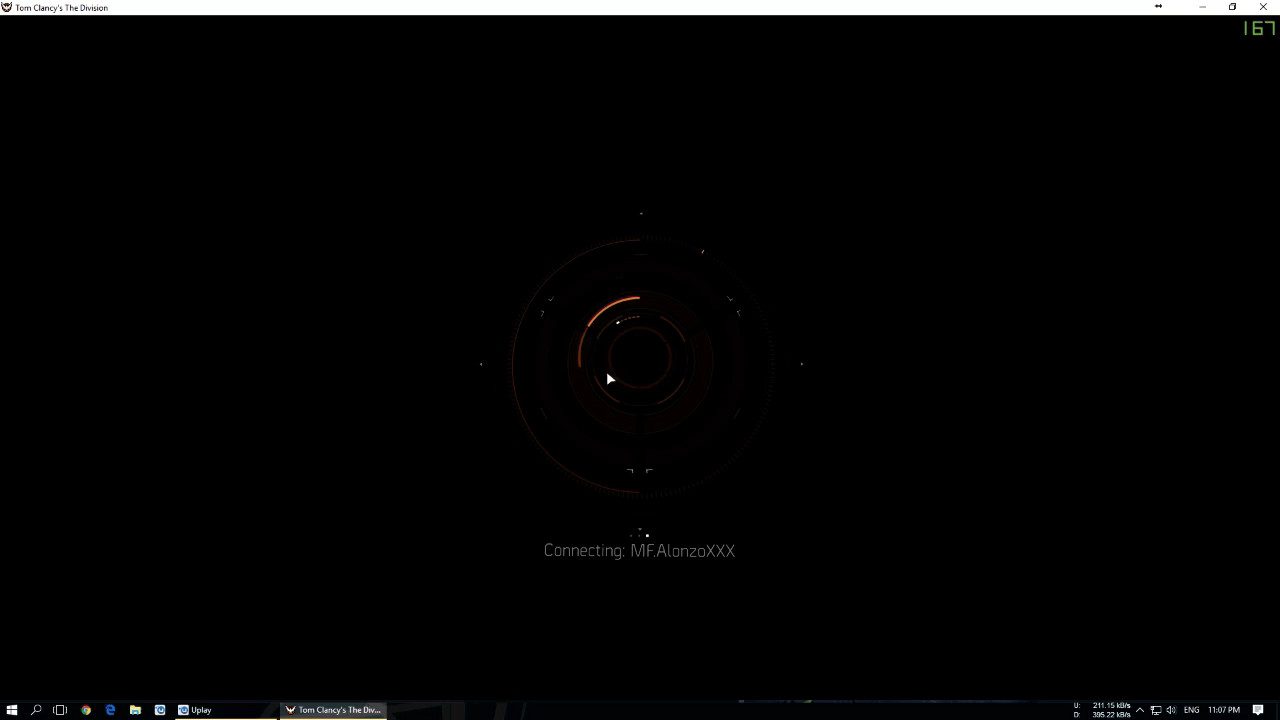 Tom Clancy's The Division
167
Connecting: MF.AlonzoXXX
Uplay
Tom Clancy's The Div...
U: 211.15 kB/s
D: 395.22 kB/s
ENG
11:07 PM